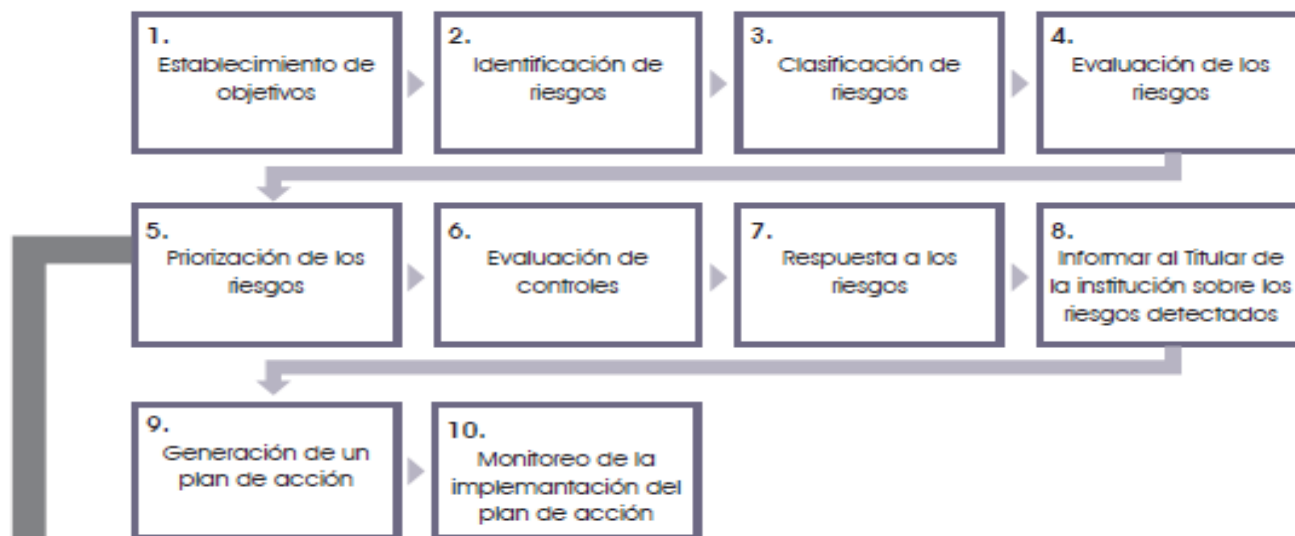 1.
Establecimiento de
objetivos
2.
Identificación de
riesgos
3.
Clasificación de
riesgos
4.
Evaluación de los
riesgos
5.
Priorización de los
riesgos
6.
Evaluación de
controles
7.
Respuesta a los
riesgos
8.
Informar al Titular de
la institución sobre los
riesgos detectados
9.
Generación de un
plan de acción
10.
Monitoreo de la
implemantación del
plan de acción